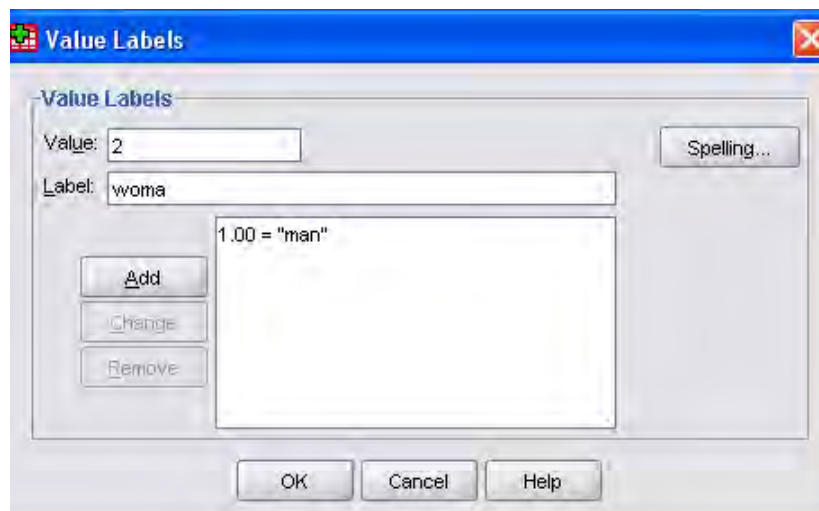 Value Labels
Value Labels
Value: 2
Spelling...
Label: woma
1.00 = "man"
Add
Change
Remove
OK Cancel Help